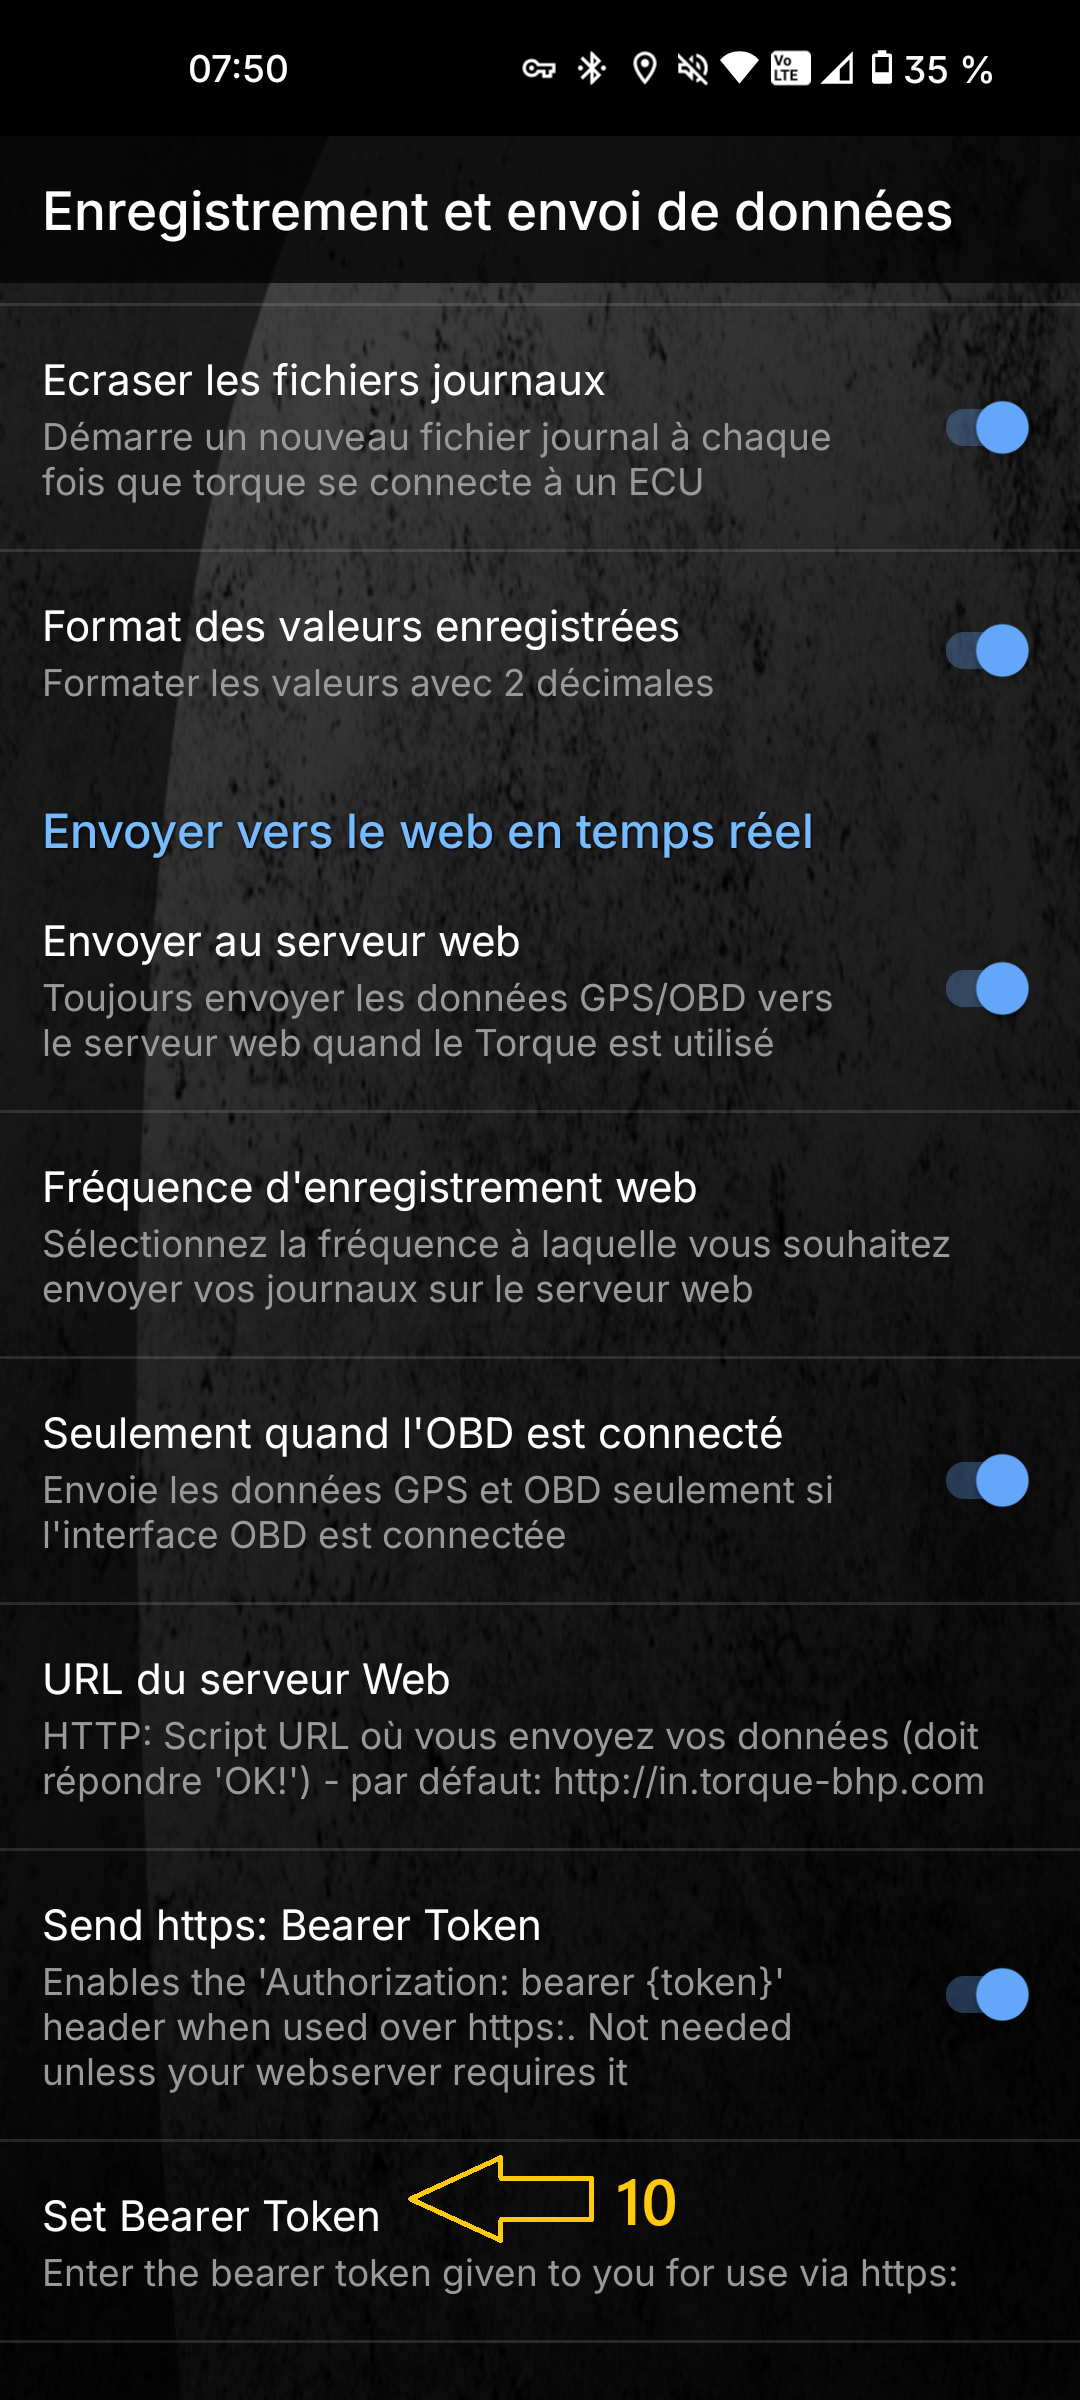 07:50
Vo LTE
35 %
Enregistrement et envoi de données
Ecraser les fichiers journaux
Démarre un nouveau fichier journal à chaque
fois que torque se connecte à un ECU
Format des valeurs enregistrées
Formater les valeurs avec 2 décimales
Envoyer vers le web en temps réel
Envoyer au serveur web
Toujours envoyer les données GPS/OBD vers
le serveur web quand le Torque est utilisé
Fréquence d'enregistrement web
Sélectionnez la fréquence à laquelle vous souhaitez
envoyer vos journaux sur le serveur web
Seulement quand l'OBD est connecté
Envoie les données GPS et OBD seulement si
l'interface OBD est connectée
URL du serveur Web
HTTP: Script URL où vous envoyez vos données (doit
répondre 'OK!') - par défaut: http://in.torque-bhp.com
Send https: Bearer Token
Enables the 'Authorization: bearer {token}'
header when used over https:. Not needed
unless your webserver requires it
Set Bearer Token
10
Enter the bearer token given to you for use via https: